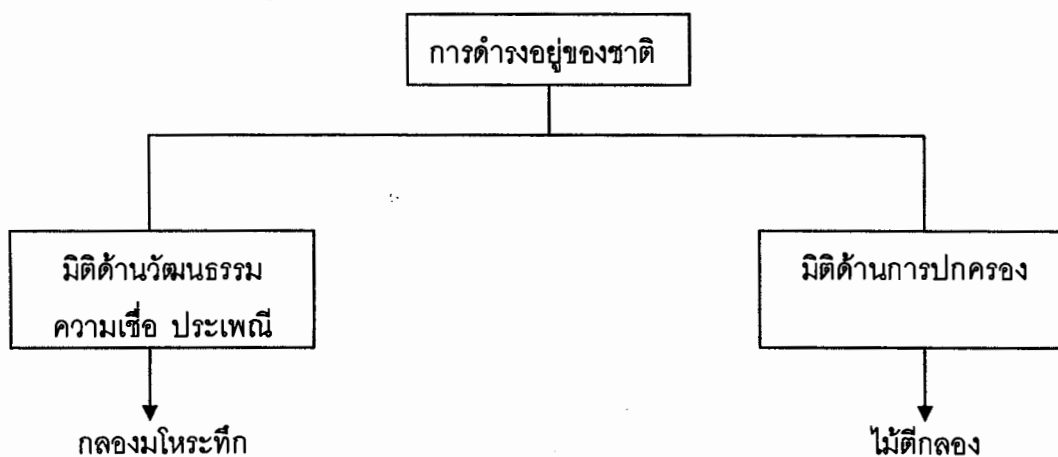 การดำรงอยู่ของชาติ
มิติด้านวัฒนธรรม
ความเชื่อ ประเพณี
มิติด้านการปกครอง
กลองมโหระทึก
ไม้ตีกลอง